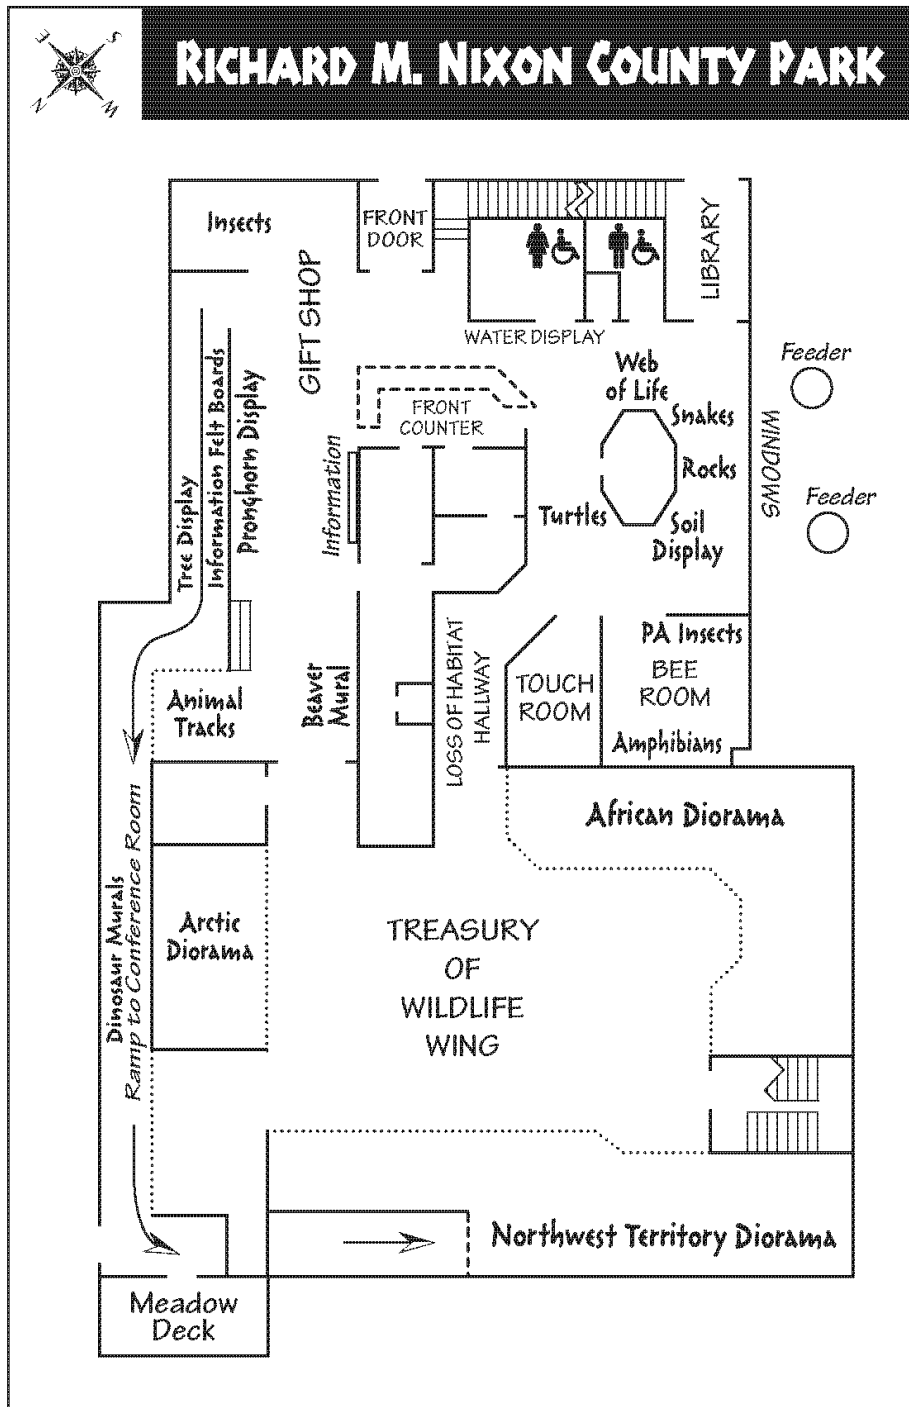 E
S
N
W
RICHARD M. NIXON COUNTY PARK
Insects
FRONT
DOOR
LIBRARY
GIFT SHOP
WATER DISPLAY
Web
of Life
Feeder
Snakes
FRONT
COUNTER
WINDOWS
Rocks
Information
Feeder
Turtles
Soil
Display
Tree Display
Information Felt Boards
Pronghorn Display
PA Insects
BEE
ROOM
TOUCH
ROOM
Amphibians
LOSS OF HABITAT
HALLWAY
Beaver
Mural
Animal
Tracks
African Diorama
Dinosaur Murals
Ramp to Conference Room
Arctic
Diorama
TREASURY
OF
WILDLIFE
WING
Northwest Territory Diorama
Meadow
Deck